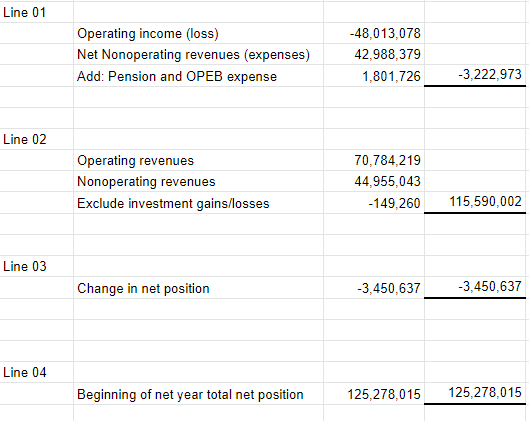 Line 01
Operating income (loss) -48,013,078
Net Nonoperating revenues (expenses) 42,988,379
Add: Pension and OPEB expense 1,801,726 -3,222,973
Line 02
Operating revenues 70,784,219
Nonoperating revenues 44,955,043
Exclude investment gains/losses -149,260 115,590,002
Line 03
Change in net position -3,450,637 -3,450,637
Line 04
Beginning of net year total net position 125,278,015 125,278,015